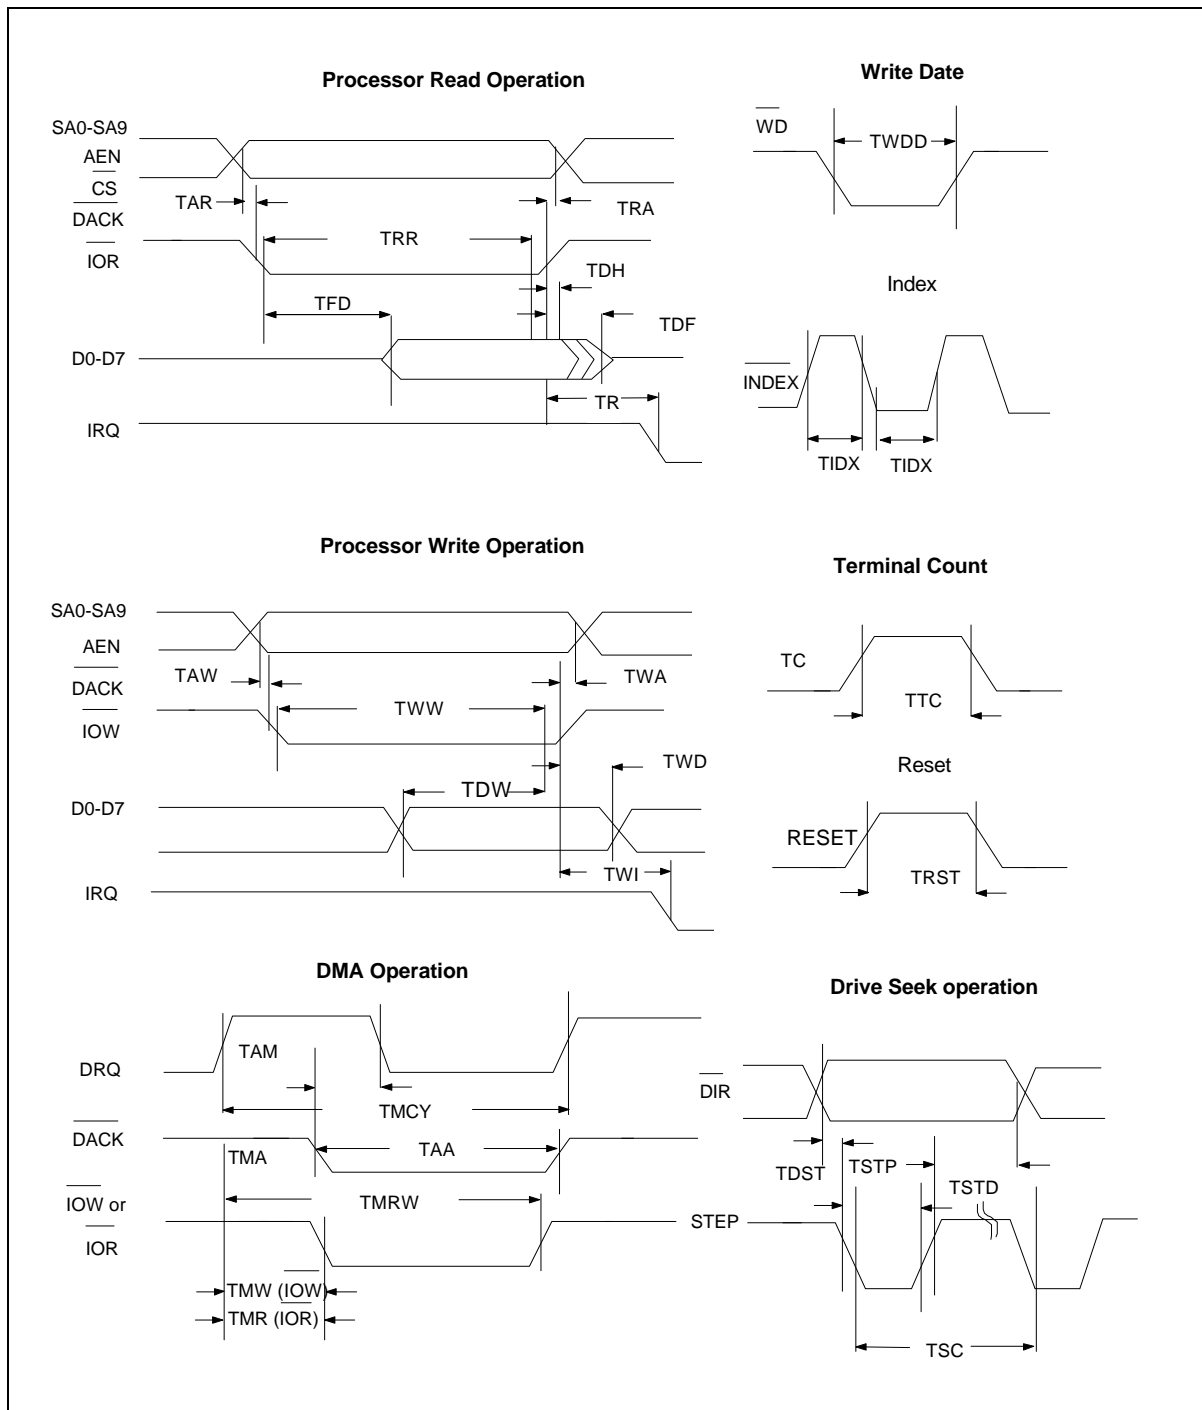 Processor Read Operation
SA0-SA9
AEN
CS
DACK
IOR
TAR
TRA
TRR
TDH
TFD
TDF
D0-D7
TR
IRQ
Write Date
WD
TWDD
Index
INDEX
TIDX
TIDX
Processor Write Operation
SA0-SA9
AEN
DACK
IOW
TAW
TWA
TWW
TWD
TDW
D0-D7
TWI
IRQ
Terminal Count
TC
TTC
Reset
RESET
TRST
DMA Operation
DRQ
TAM
TMCY
DACK
TMA
TAA
IOW or
IOR
TMRW
TMW (IOW)
TMR (IOR)
Drive Seek operation
DIR
TDST
TSTP
TSTD
STEP
TSC